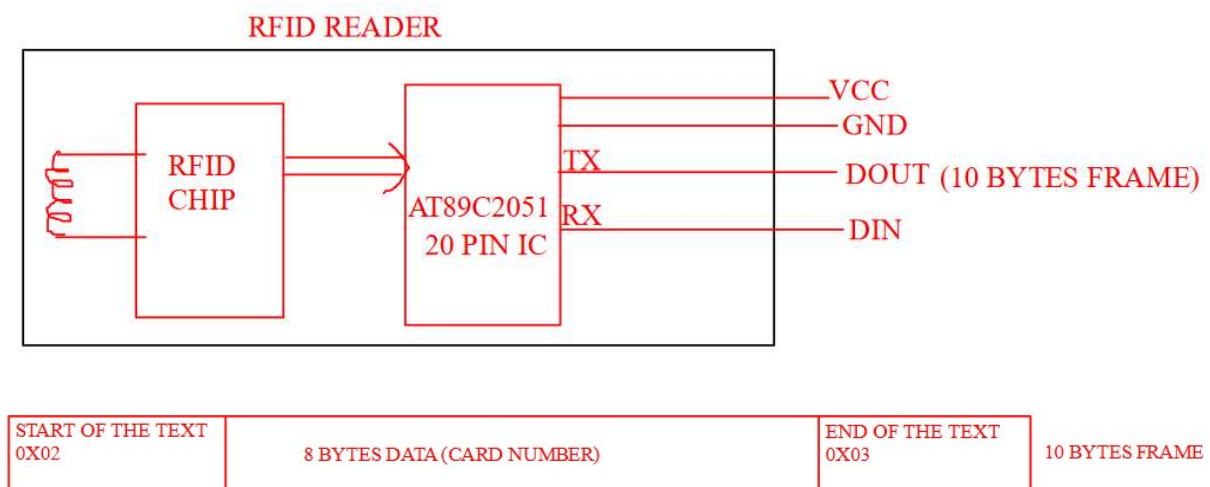 RFID READER
RFID
CHIP
AT89C2051
20 PIN IC
TX
RX
VCC
GND
DOUT (10 BYTES FRAME)
DIN
START OF THE TEXT
0X02
8 BYTES DATA (CARD NUMBER)
END OF THE TEXT
0X03
10 BYTES FRAME